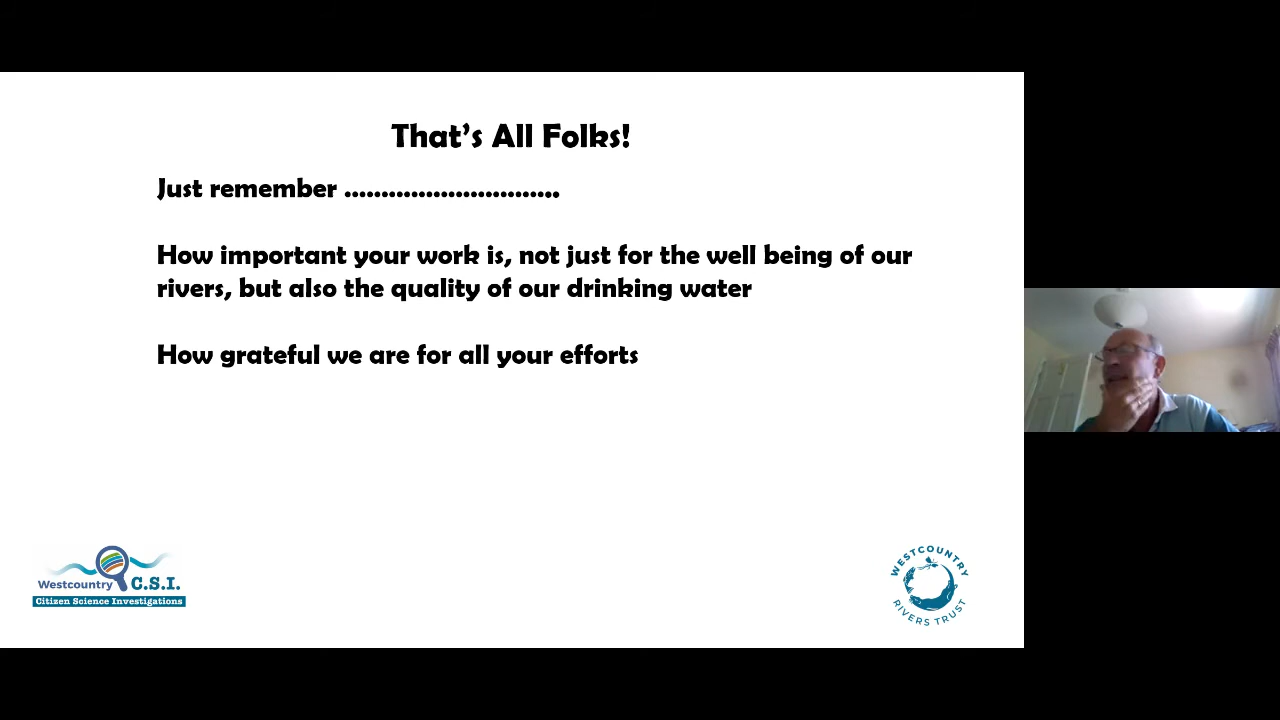 That's All Folks!
Just remember ..............................
How important your work is, not just for the well being of our
rivers, but also the quality of our drinking water
How grateful we are for all your efforts
Westcountry C.S.I.
Citizen Science Investigations
WESTCOUNTRY
RIVERS TRUST